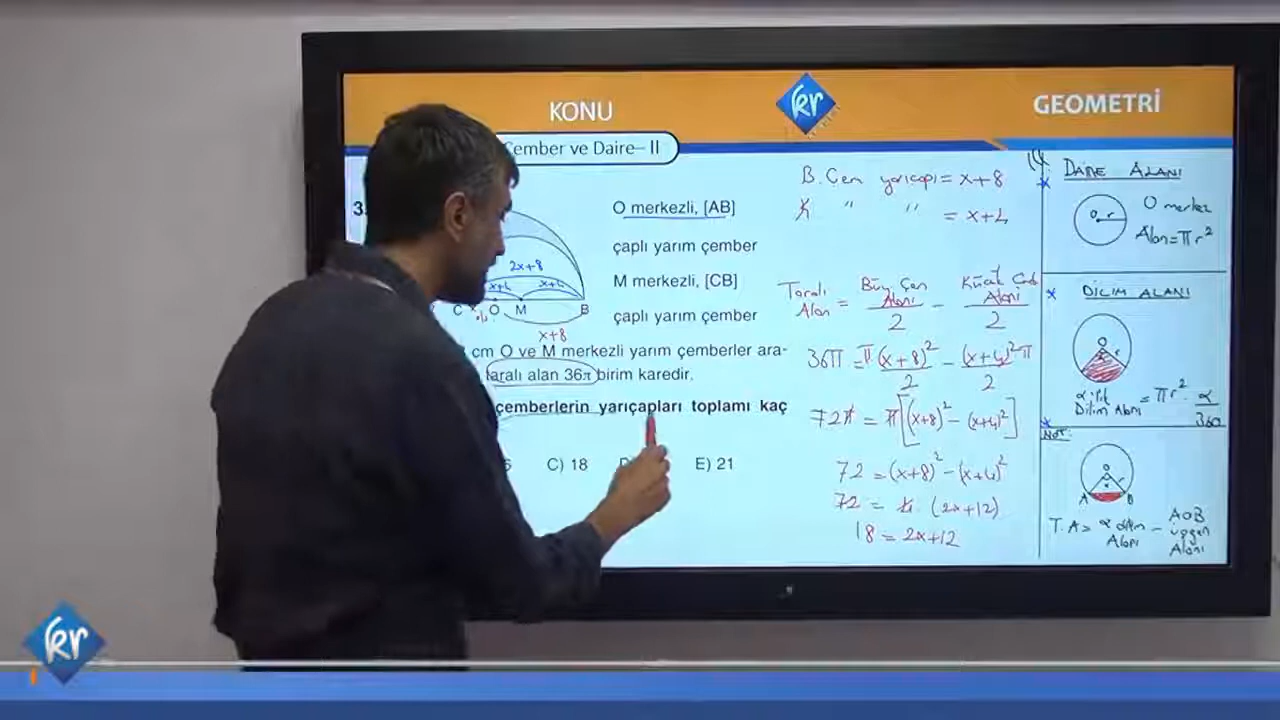 KONU
kr
GEOMETRİ
Çember ve Daire– II
3.
O merkezli, [AB]
çaplı yarım çember
M merkezli, [CB]
çaplı yarım çember
2x+8
x+4
x+4
C
O
M
B
x+8
cm O ve M merkezli yarım çemberler ara-
taralı alan 36π birim karedir.
çemberlerin yarıçapları toplamı kaç
C) 18
E) 21
B. Çem yarıçapı = x+8
K " " = x+4
Taralı Alan = Büy. Çem Alanı / 2 − Küçük Çemb Alanı / 2
36π = π(x+8)² / 2 − (x+4)²π / 2
72π = π[(x+8)² − (x+4)²]
72 = (x+8)² − (x+4)²
72 = 4. (2x+12)
18 = 2x+12
14
DAİRE ALANI
O r
O merkez
Alan=πr²
DİLİM ALANI
O
r
α
α'lık Dilim Alanı = πr². α / 360
NOT:
O
r
α
A
B
T.A = α dilim Alanı − AOB üçgen Alanı
kr